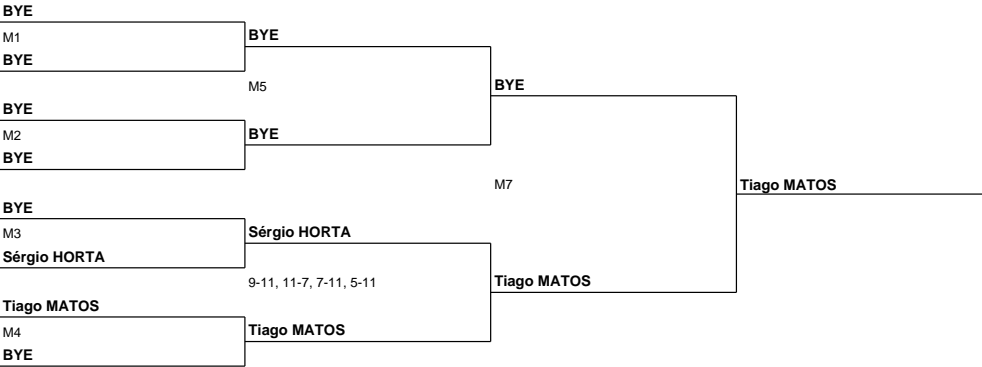 BYE
M1
BYE
BYE
M5
BYE
BYE
M2
BYE
BYE
M7
Tiago MATOS
BYE
M3
Sérgio HORTA
Sérgio HORTA
9-11, 11-7, 7-11, 5-11
Tiago MATOS
Tiago MATOS
M4
Tiago MATOS
BYE